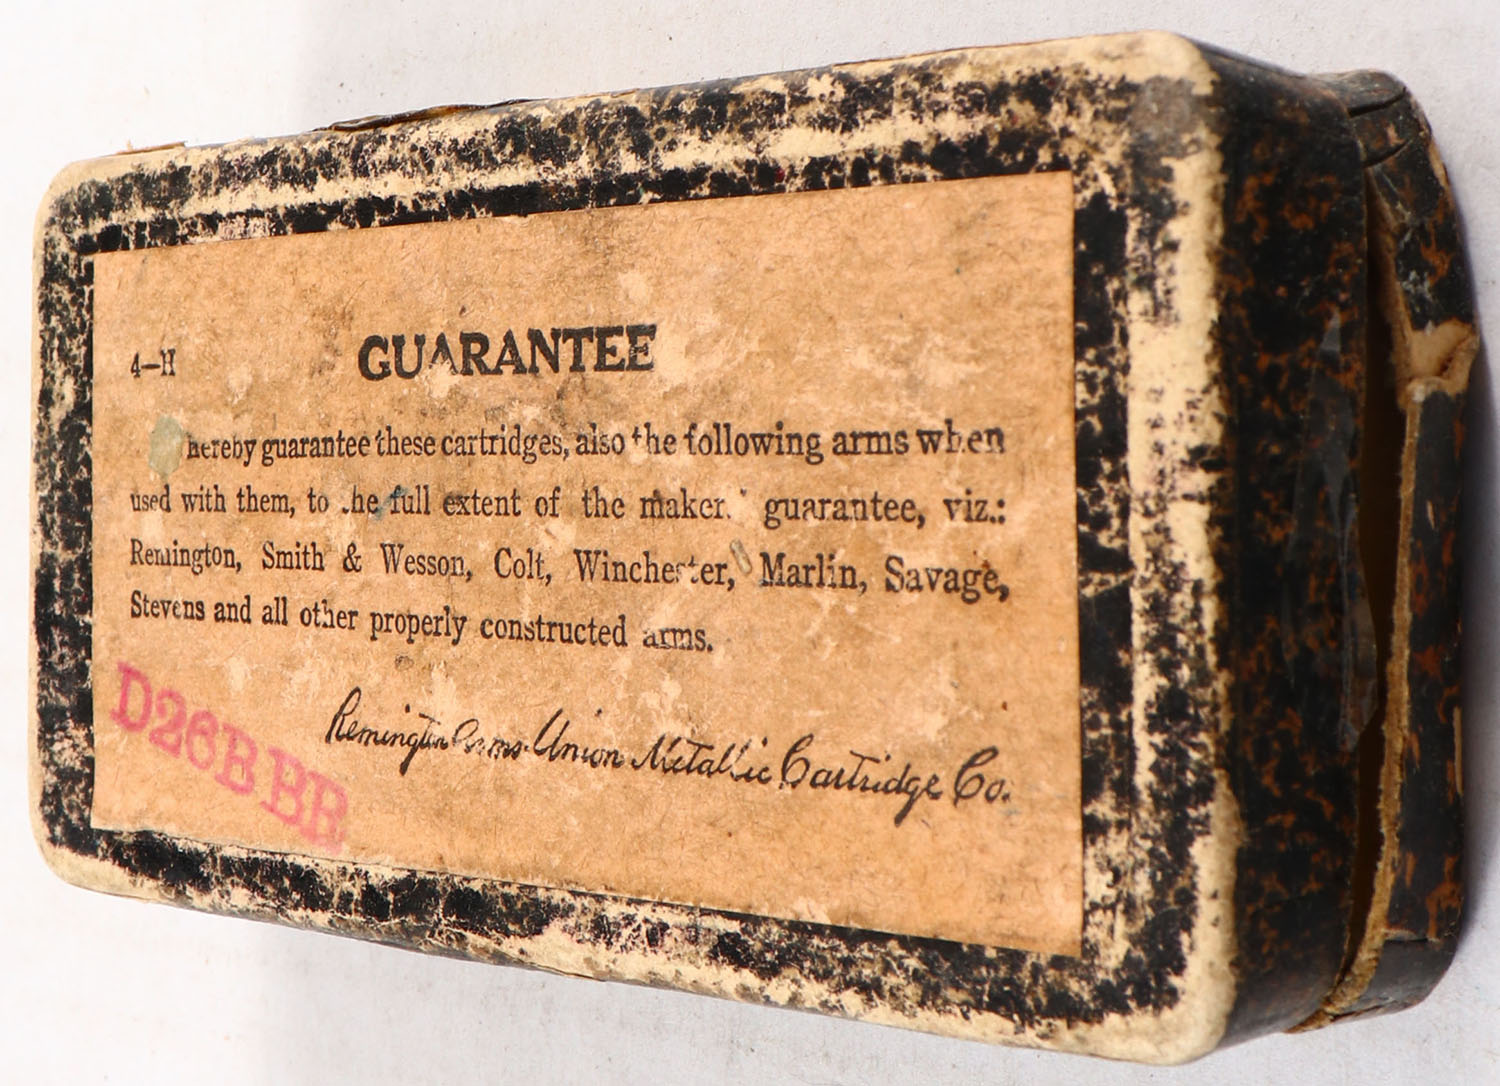 GUARANTEE
4-H
hereby guarantee these cartridges, also the following arms when
used with them, to the full extent of the maker guarantee, viz.:
Remington, Smith & Wesson, Colt, Winchester, Marlin, Savage,
Stevens and all other properly constructed arms.
D26B
Remington Arms-Union Metallic Cartridge Co.